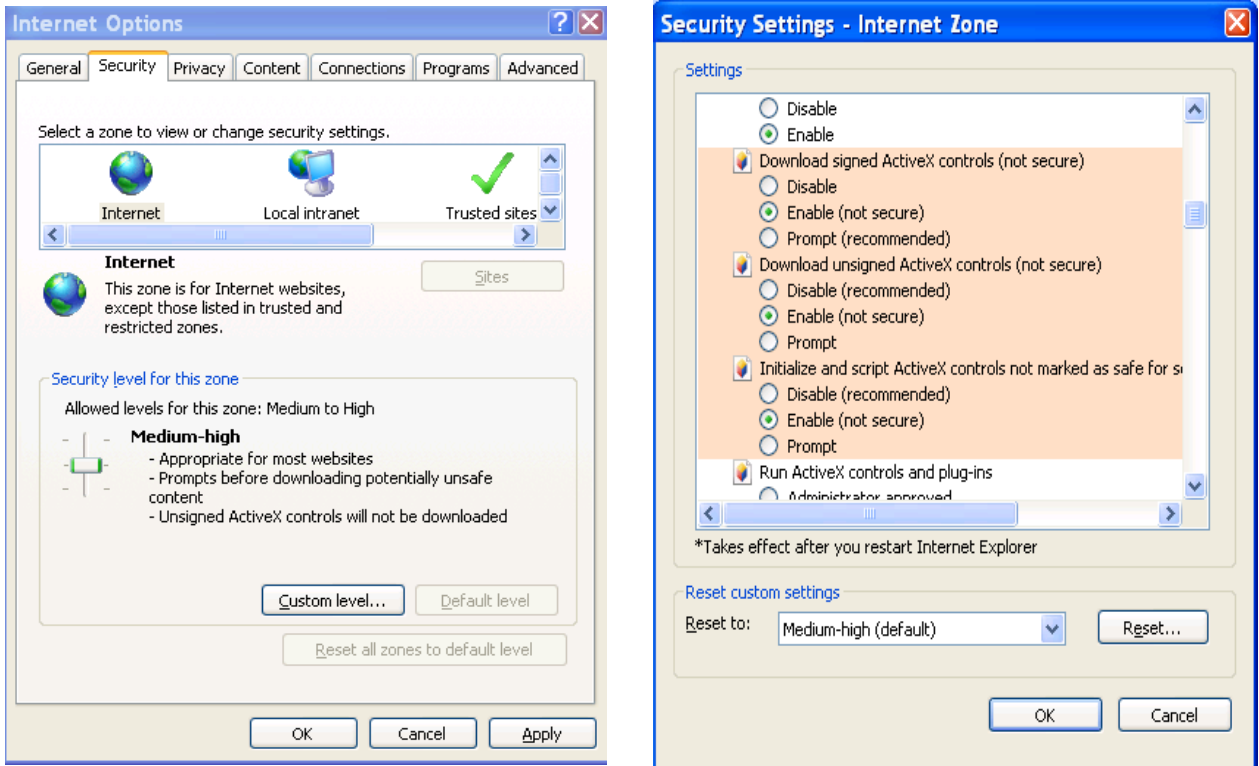 Internet Options
General Security Privacy Content Connections Programs Advanced
Select a zone to view or change security settings.
Internet Local intranet Trusted sites
Internet
This zone is for Internet websites,
except those listed in trusted and
restricted zones.
Sites
Security level for this zone
Allowed levels for this zone: Medium to High
Medium-high
- Appropriate for most websites
- Prompts before downloading potentially unsafe
content
- Unsigned ActiveX controls will not be downloaded
Custom level... Default level
Reset all zones to default level
OK Cancel Apply
Security Settings - Internet Zone
Settings
Disable
Enable
Download signed ActiveX controls (not secure)
Disable
Enable (not secure)
Prompt (recommended)
Download unsigned ActiveX controls (not secure)
Disable (recommended)
Enable (not secure)
Prompt
Initialize and script ActiveX controls not marked as safe for
Disable (recommended)
Enable (not secure)
Prompt
Run ActiveX controls and plug-ins
Administrator approved
*Takes effect after you restart Internet Explorer
Reset custom settings
Reset to: Medium-high (default) Reset...
OK Cancel